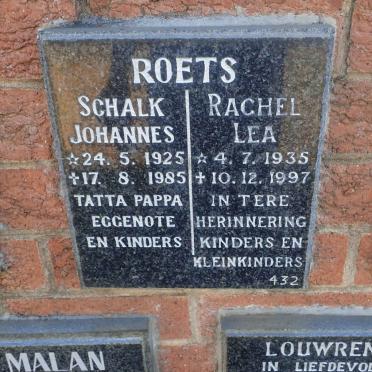 ROETS
SCHALK
JOHANNES
☆24. 5. 1925
✝17. 8. 1985
TATTA PAPPA
EGGENOTE
EN KINDERS
RACHEL
LEA
☆4. 7. 1935
✝10. 12. 1997
IN TERE
HERINNERING
KINDERS EN
KLEINKINDERS
432
MALAN
LOUWREN
IN LIEFDEVOL